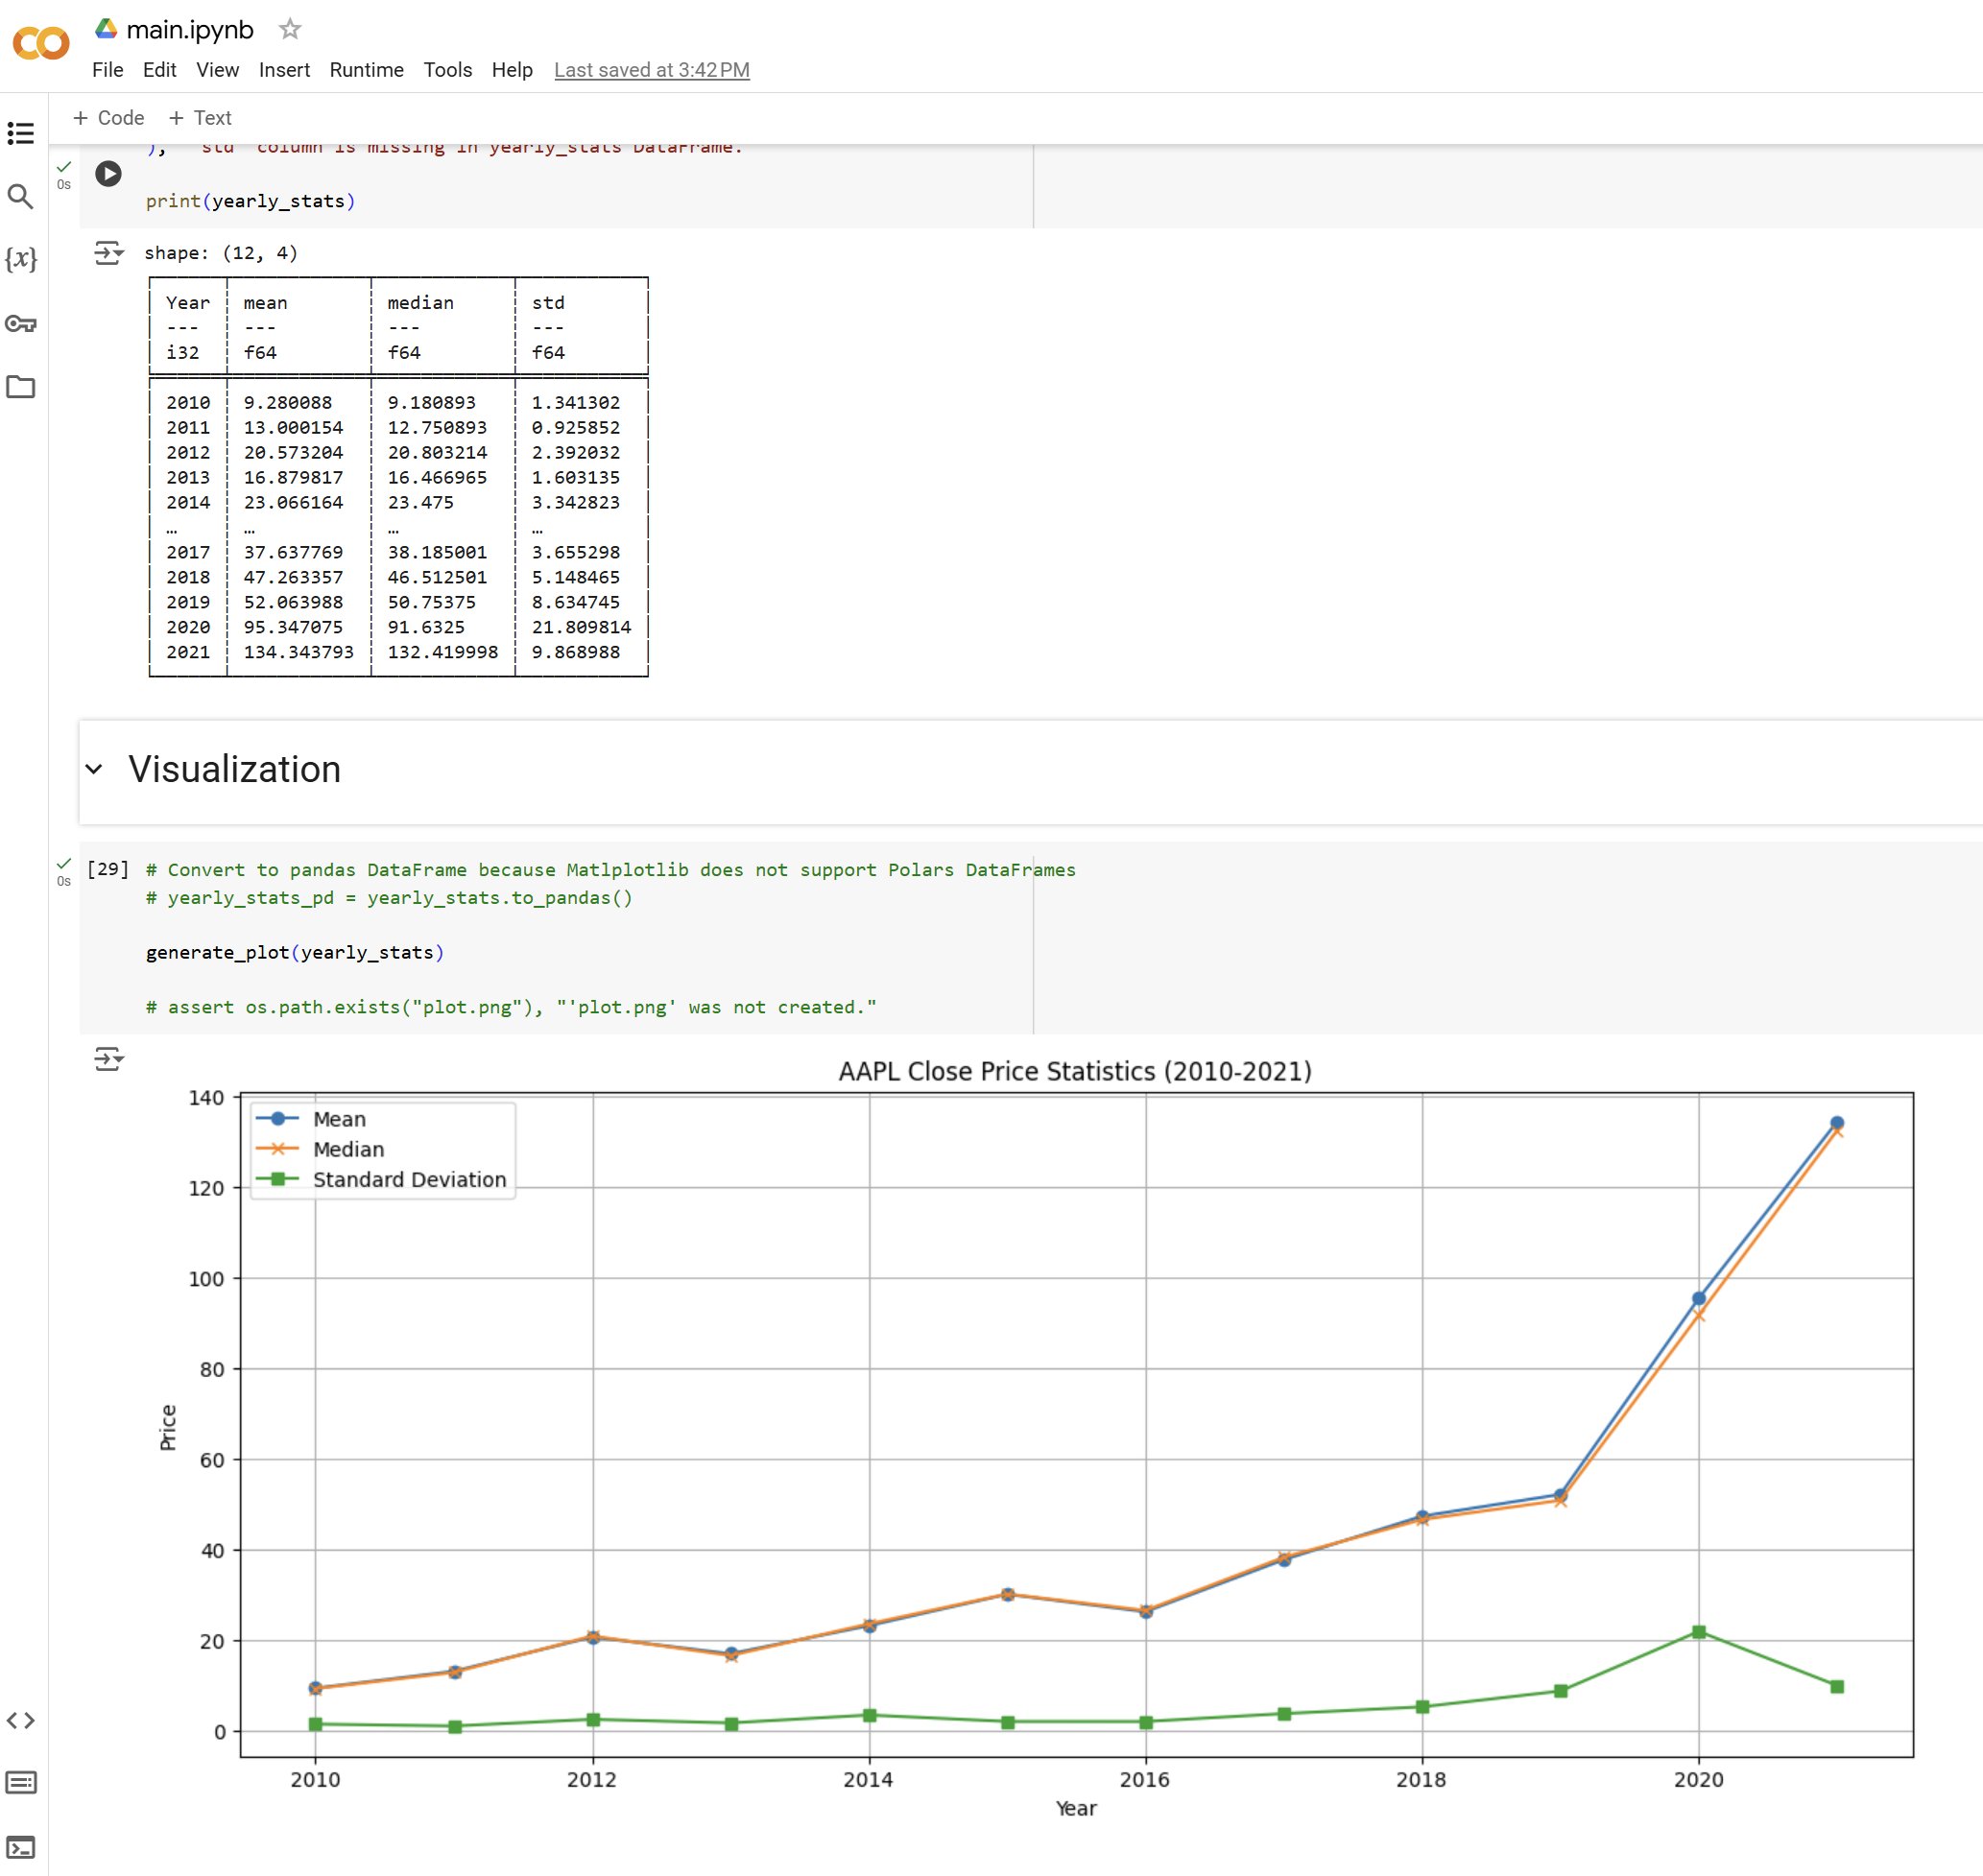 main.ipynb
File Edit View Insert Runtime Tools Help Last saved at 3:42 PM
+ Code + Text
), "'std' column is missing in yearly_stats DataFrame."
0s
print(yearly_stats)
shape: (12, 4)
Year mean median std
--- --- --- ---
i32 f64 f64 f64
2010 9.280088 9.180893 1.341302
2011 13.000154 12.750893 0.925852
2012 20.573204 20.803214 2.392032
2013 16.879817 16.466965 1.603135
2014 23.066164 23.475 3.342823
… … … …
2017 37.637769 38.185001 3.655298
2018 47.263357 46.512501 5.148465
2019 52.063988 50.75375 8.634745
2020 95.347075 91.6325 21.809814
2021 134.343793 132.419998 9.868988
Visualization
[29] # Convert to pandas DataFrame because Matlplotlib does not support Polars DataFrames
0s
# yearly_stats_pd = yearly_stats.to_pandas()
generate_plot(yearly_stats)
# assert os.path.exists("plot.png"), "'plot.png' was not created."
AAPL Close Price Statistics (2010-2021)
Mean
Median
Standard Deviation
140
120
100
80
60
40
20
0
Price
2010 2012 2014 2016 2018 2020
Year
{x}